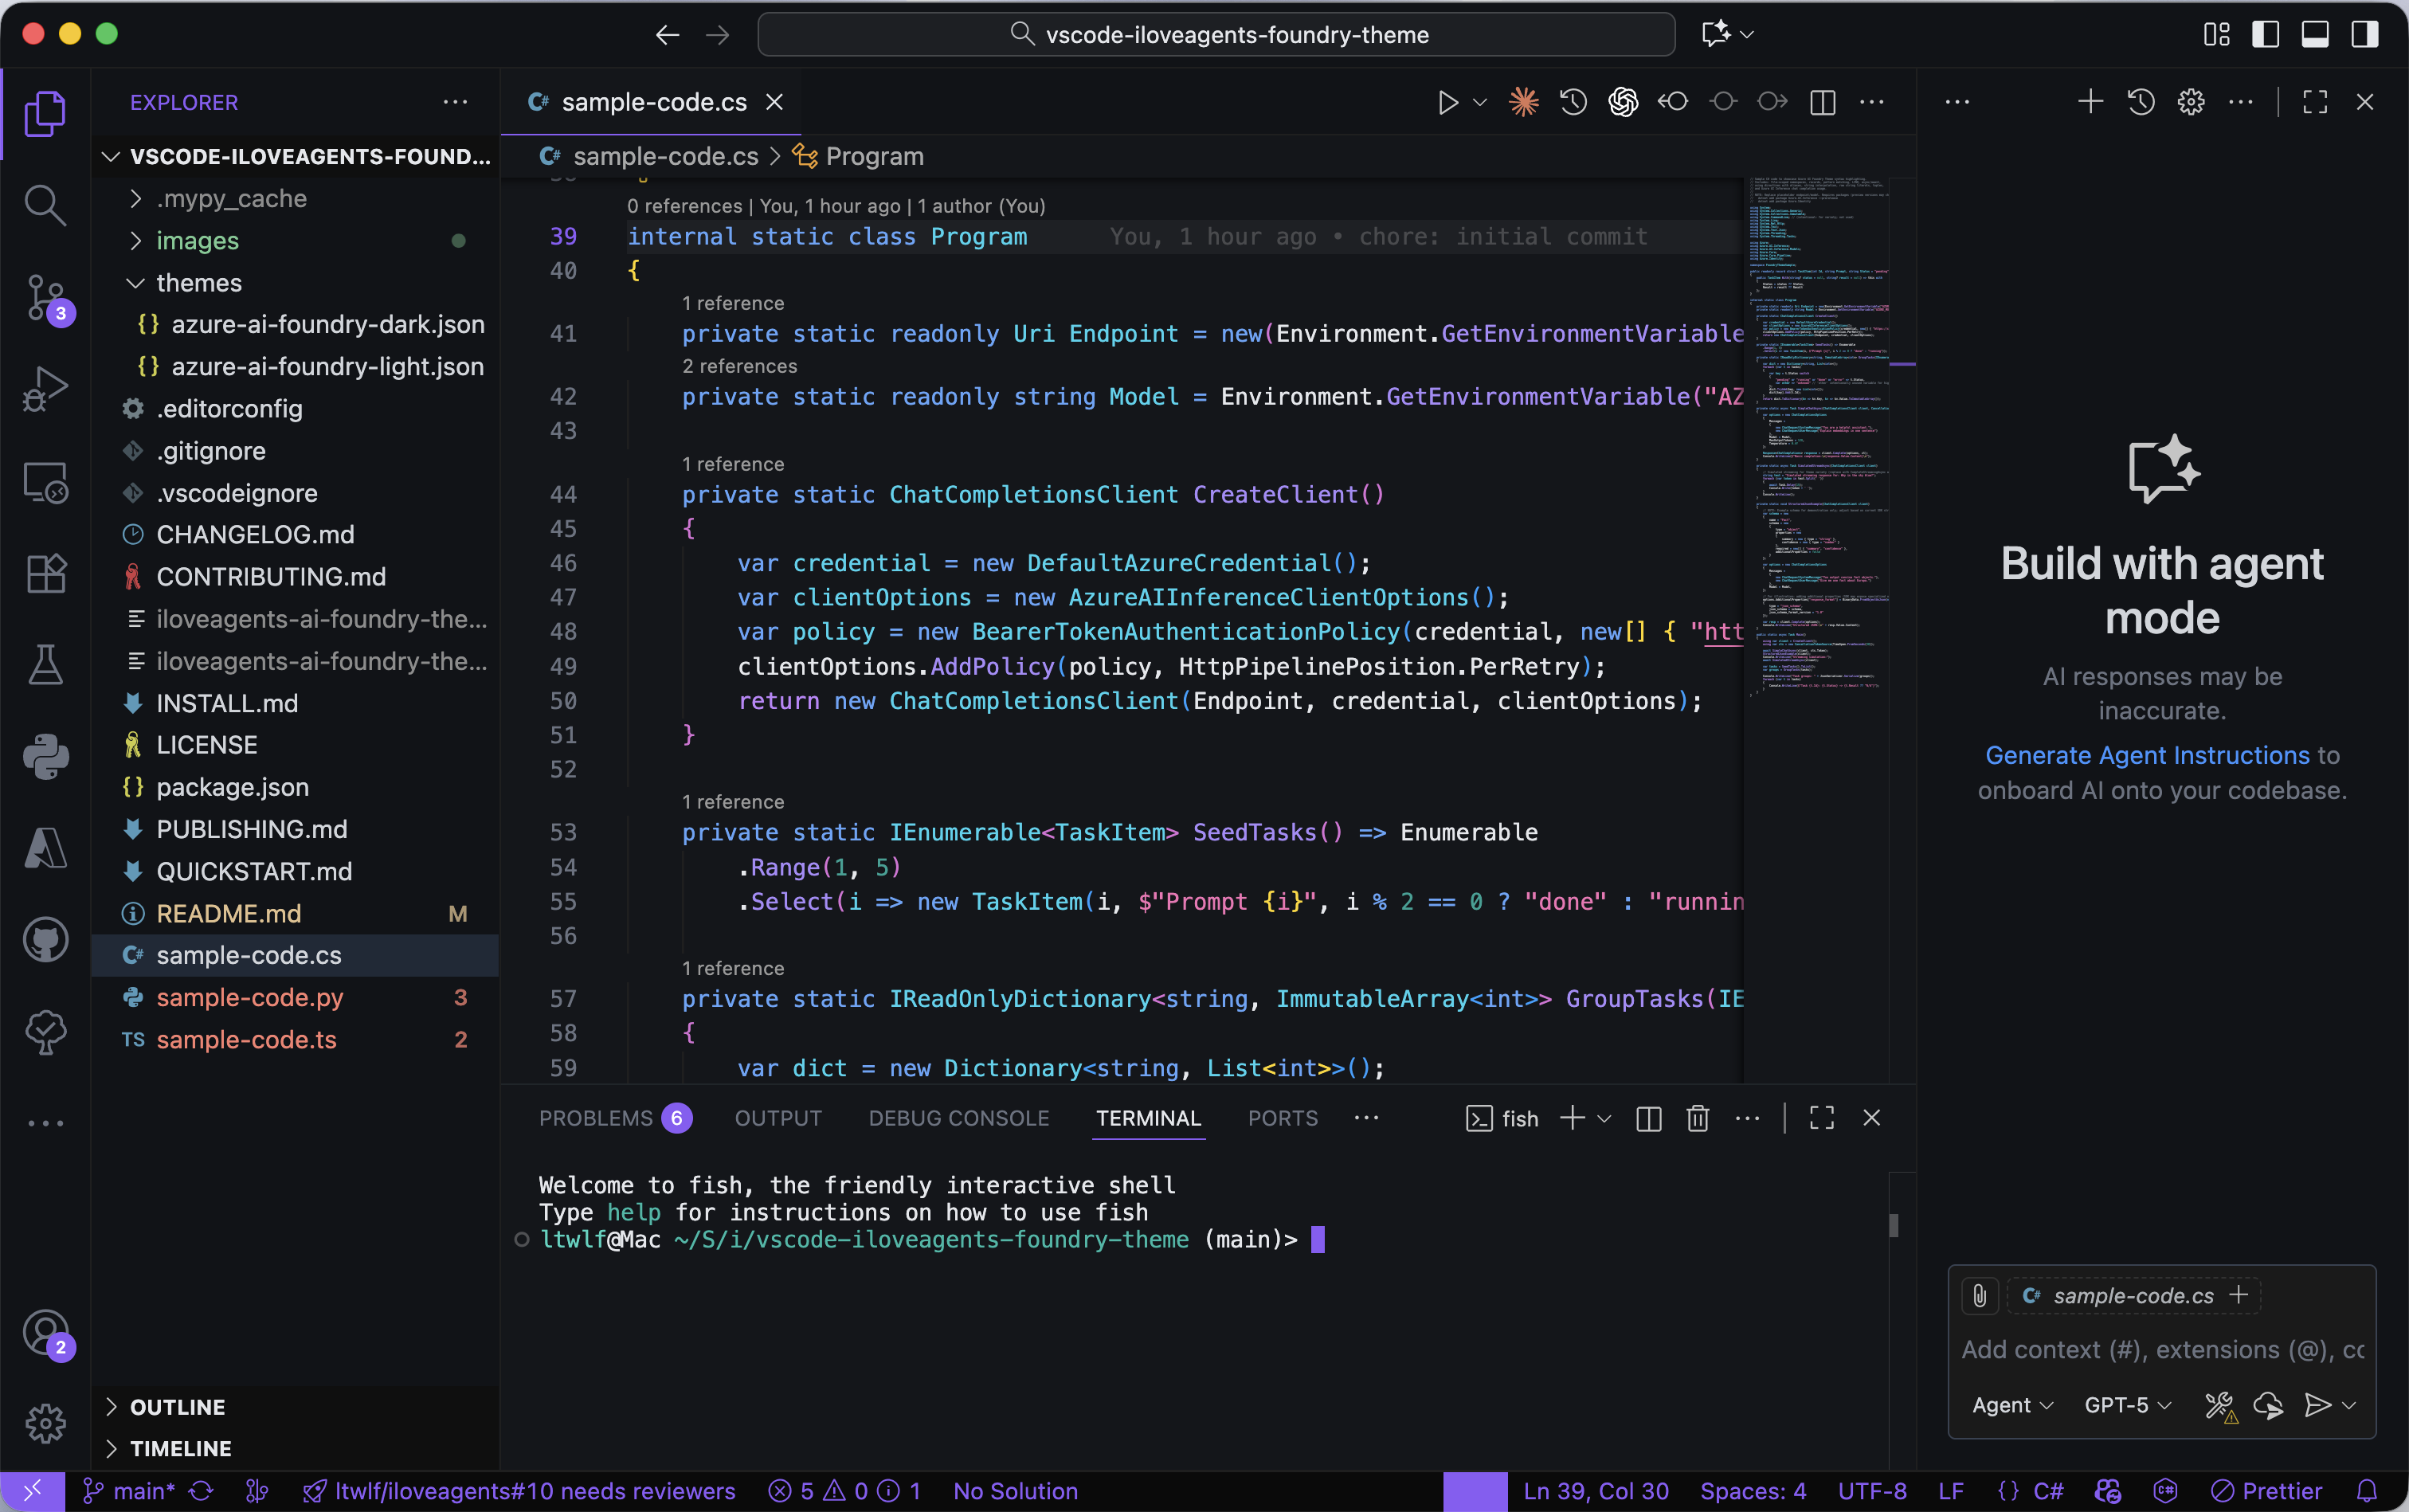 vscode-iloveagents-foundry-theme
EXPLORER
VSCODE-ILOVEAGENTS-FOUND...
.mypy_cache
images
themes
{} azure-ai-foundry-dark.json
{} azure-ai-foundry-light.json
.editorconfig
.gitignore
.vscodeignore
CHANGELOG.md
CONTRIBUTING.md
iloveagents-ai-foundry-the...
iloveagents-ai-foundry-the...
INSTALL.md
LICENSE
{} package.json
PUBLISHING.md
QUICKSTART.md
README.md M
C# sample-code.cs
sample-code.py 3
TS sample-code.ts 2
OUTLINE
TIMELINE
3
2
C# sample-code.cs
C# sample-code.cs > Program
0 references | You, 1 hour ago | 1 author (You)
39 internal static class Program You, 1 hour ago • chore: initial commit
40 {
1 reference
41 private static readonly Uri Endpoint = new(Environment.GetEnvironmentVariable
2 references
42 private static readonly string Model = Environment.GetEnvironmentVariable("AZ
43
1 reference
44 private static ChatCompletionsClient CreateClient()
45 {
46 var credential = new DefaultAzureCredential();
47 var clientOptions = new AzureAIInferenceClientOptions();
48 var policy = new BearerTokenAuthenticationPolicy(credential, new[] { "htt
49 clientOptions.AddPolicy(policy, HttpPipelinePosition.PerRetry);
50 return new ChatCompletionsClient(Endpoint, credential, clientOptions);
51 }
52
1 reference
53 private static IEnumerable<TaskItem> SeedTasks() => Enumerable
54 .Range(1, 5)
55 .Select(i => new TaskItem(i, $"Prompt {i}", i % 2 == 0 ? "done" : "runnin
56
1 reference
57 private static IReadOnlyDictionary<string, ImmutableArray<int>> GroupTasks(IE
58 {
59 var dict = new Dictionary<string, List<int>>();
PROBLEMS 6 OUTPUT DEBUG CONSOLE TERMINAL PORTS fish
Welcome to fish, the friendly interactive shell
Type help for instructions on how to use fish
ltwlf@Mac ~/S/i/vscode-iloveagents-foundry-theme (main)>
Build with agent
mode
AI responses may be
inaccurate.
Generate Agent Instructions to
onboard AI onto your codebase.
C# sample-code.cs
Add context (#), extensions (@), cc
Agent GPT-5
main* ltwlf/iloveagents#10 needs reviewers 5 0 1 No Solution Ln 39, Col 30 Spaces: 4 UTF-8 LF {} C# Prettier